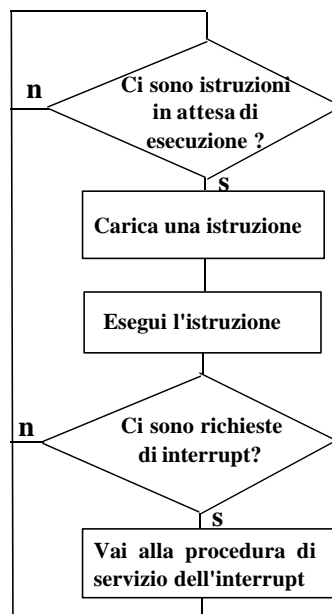 Ci sono istruzioni
n
in attesa di
esecuzione ?
s
Carica una istruzione
Esegui l'istruzione
n
Ci sono richieste
di interrupt?
s
Vai alla procedura di
servizio dell'interrupt